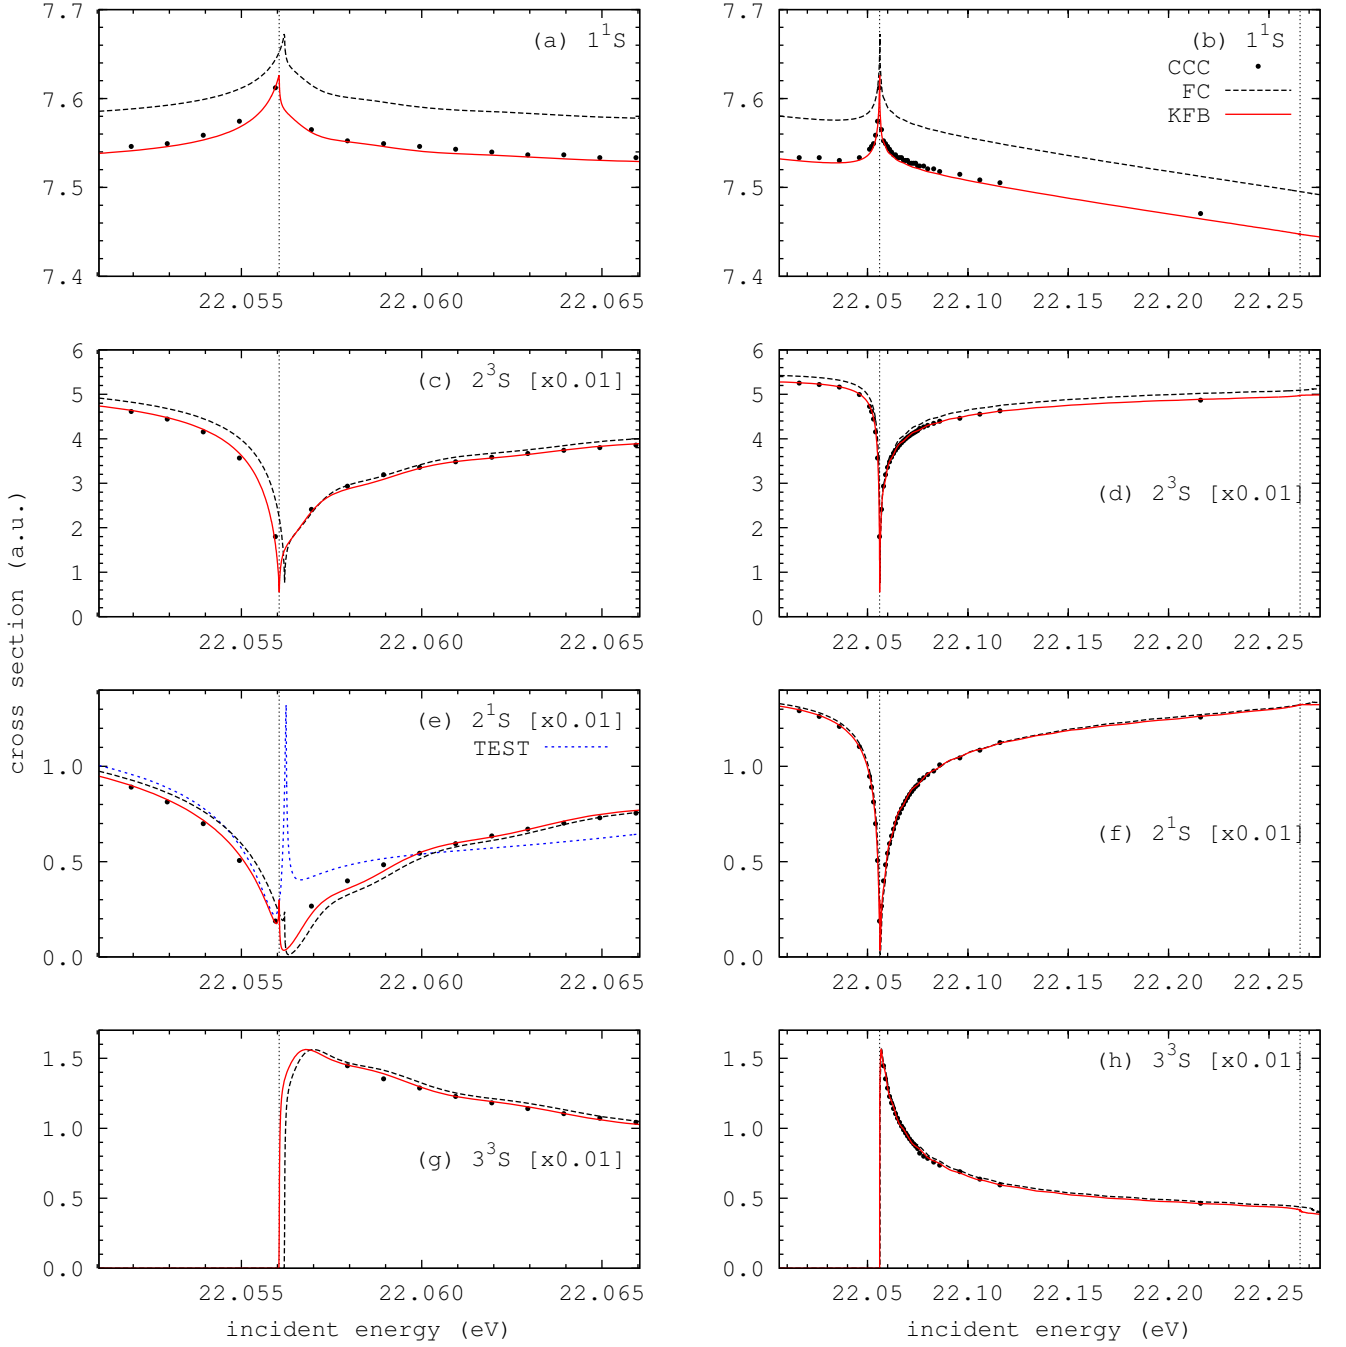 cross section (a.u.)
7.7
7.6
7.5
7.4
(a) 1¹S
22.055 22.060 22.065
7.7
7.6
7.5
7.4
(b) 1¹S
CCC
FC
KFB
22.05 22.10 22.15 22.20 22.25
6
5
4
3
2
1
0
(c) 2³S [x0.01]
22.055 22.060 22.065
6
5
4
3
2
1
0
(d) 2³S [x0.01]
22.05 22.10 22.15 22.20 22.25
1.0
0.5
0.0
(e) 2¹S [x0.01]
TEST
22.055 22.060 22.065
1.0
0.5
0.0
(f) 2¹S [x0.01]
22.05 22.10 22.15 22.20 22.25
1.5
1.0
0.5
0.0
(g) 3³S [x0.01]
22.055 22.060 22.065
incident energy (eV)
1.5
1.0
0.5
0.0
(h) 3³S [x0.01]
22.05 22.10 22.15 22.20 22.25
incident energy (eV)